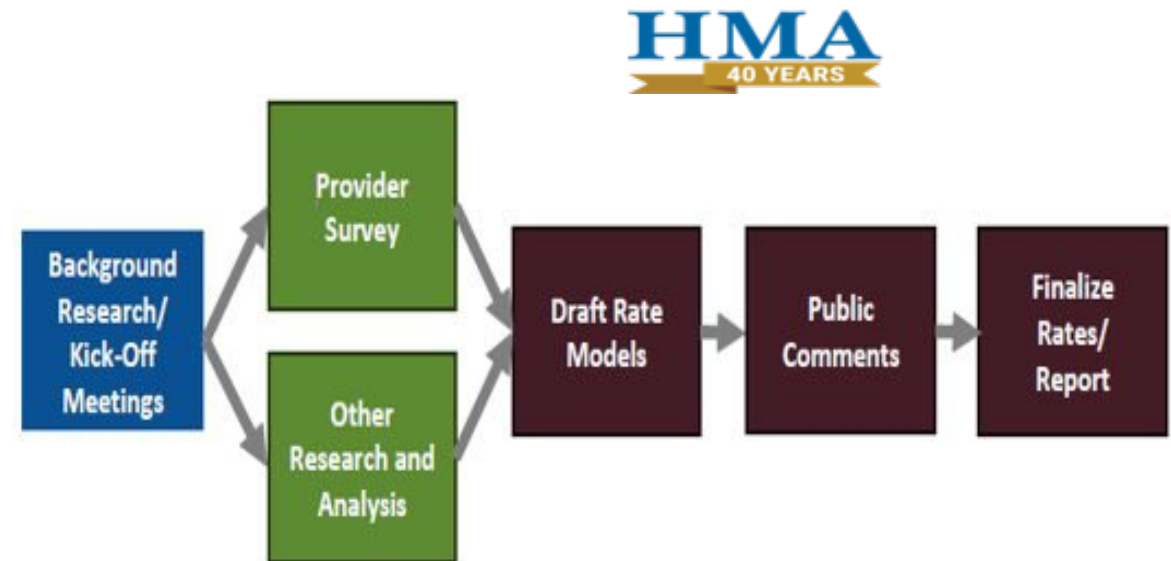 HMA
40 YEARS
Background
Research/
Kick-Off
Meetings
Provider
Survey
Other
Research and
Analysis
Draft Rate
Models
Public
Comments
Finalize
Rates/
Report